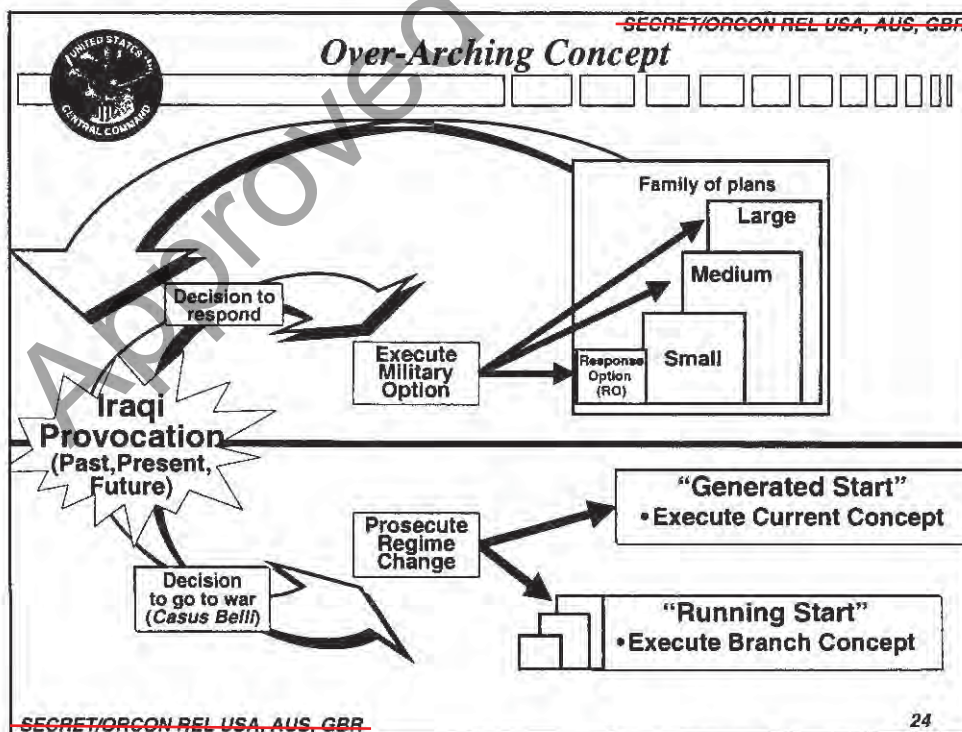 SECRET/ORCON REL USA, AUS, GBR
UNITED STATES
CENTRAL COMMAND
Over-Arching Concept
Approved
Family of plans
Large
Medium
Small
Response
Option
(RO)
Decision to
respond
Execute
Military
Option
Iraqi
Provocation
(Past,Present,
Future)
"Generated Start"
•Execute Current Concept
Prosecute
Regime
Change
Decision
to go to war
(Casus Belli)
"Running Start"
•Execute Branch Concept
SECRET/ORCON REL USA, AUS, GBR
24